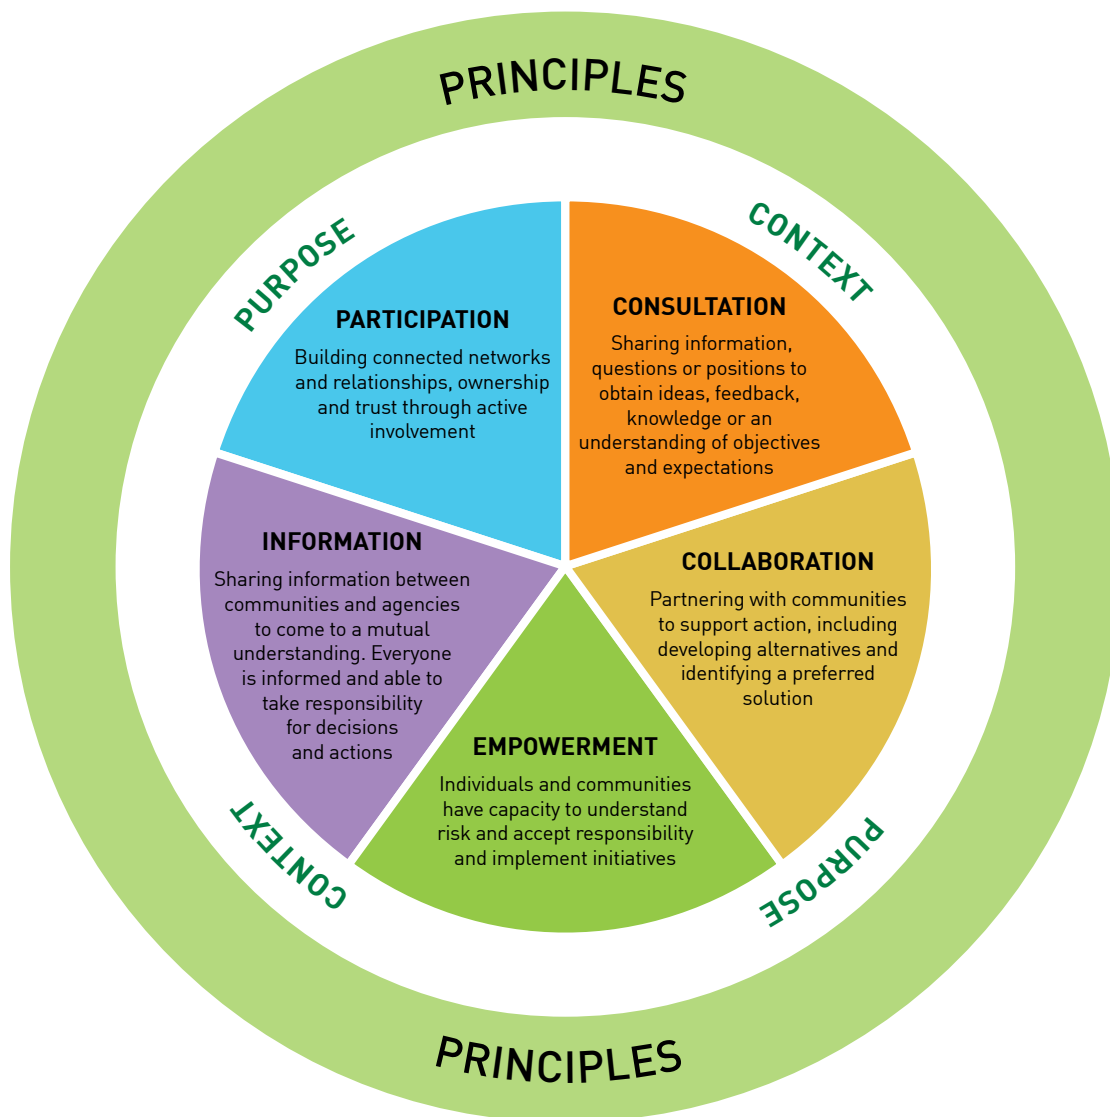 PRINCIPLES
PURPOSE
CONTEXT
PARTICIPATION
Building connected networks
and relationships, ownership
and trust through active
involvement
CONSULTATION
Sharing information,
questions or positions to
obtain ideas, feedback,
knowledge or an
understanding of objectives
and expectations
INFORMATION
Sharing information between
communities and agencies
to come to a mutual
understanding. Everyone
is informed and able to
take responsibility
for decisions
and actions
COLLABORATION
Partnering with communities
to support action, including
developing alternatives and
identifying a preferred
solution
EMPOWERMENT
Individuals and communities
have capacity to understand
risk and accept responsibility
and implement initiatives
CONTEXT
PURPOSE
PRINCIPLES